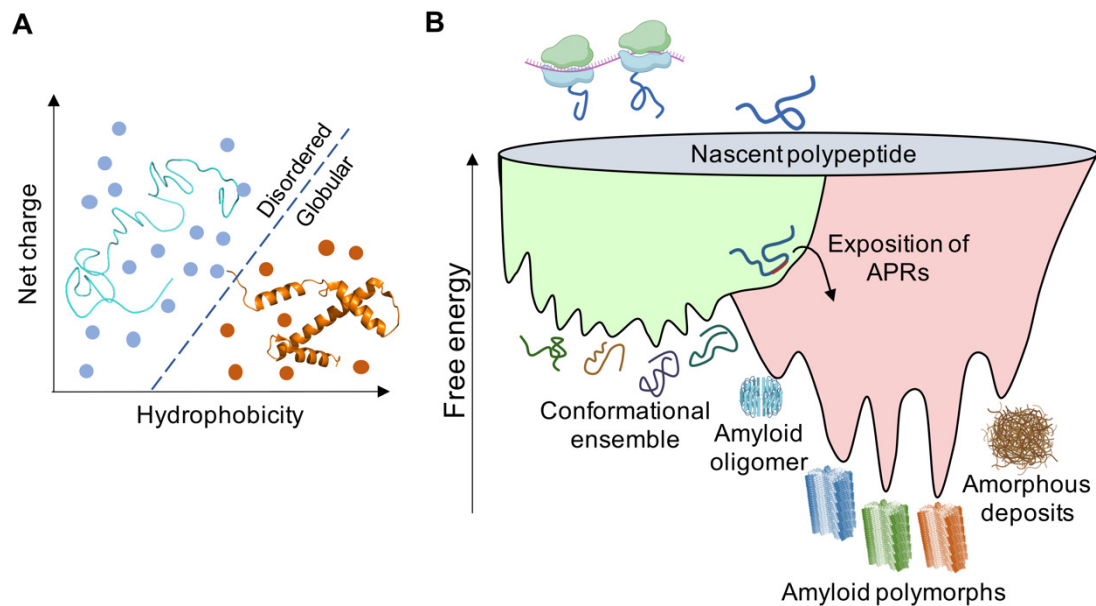 A
Net charge
Disordered
Globular
Hydrophobicity
B
Free energy
Nascent polypeptide
Exposition of
APRs
Conformational
ensemble
Amyloid
oligomer
Amorphous
deposits
Amyloid polymorphs